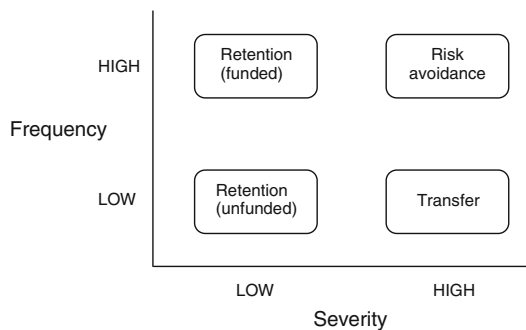 HIGH
Retention
(funded)
Risk
avoidance
Frequency
LOW
Retention
(unfunded)
Transfer
LOW
HIGH
Severity